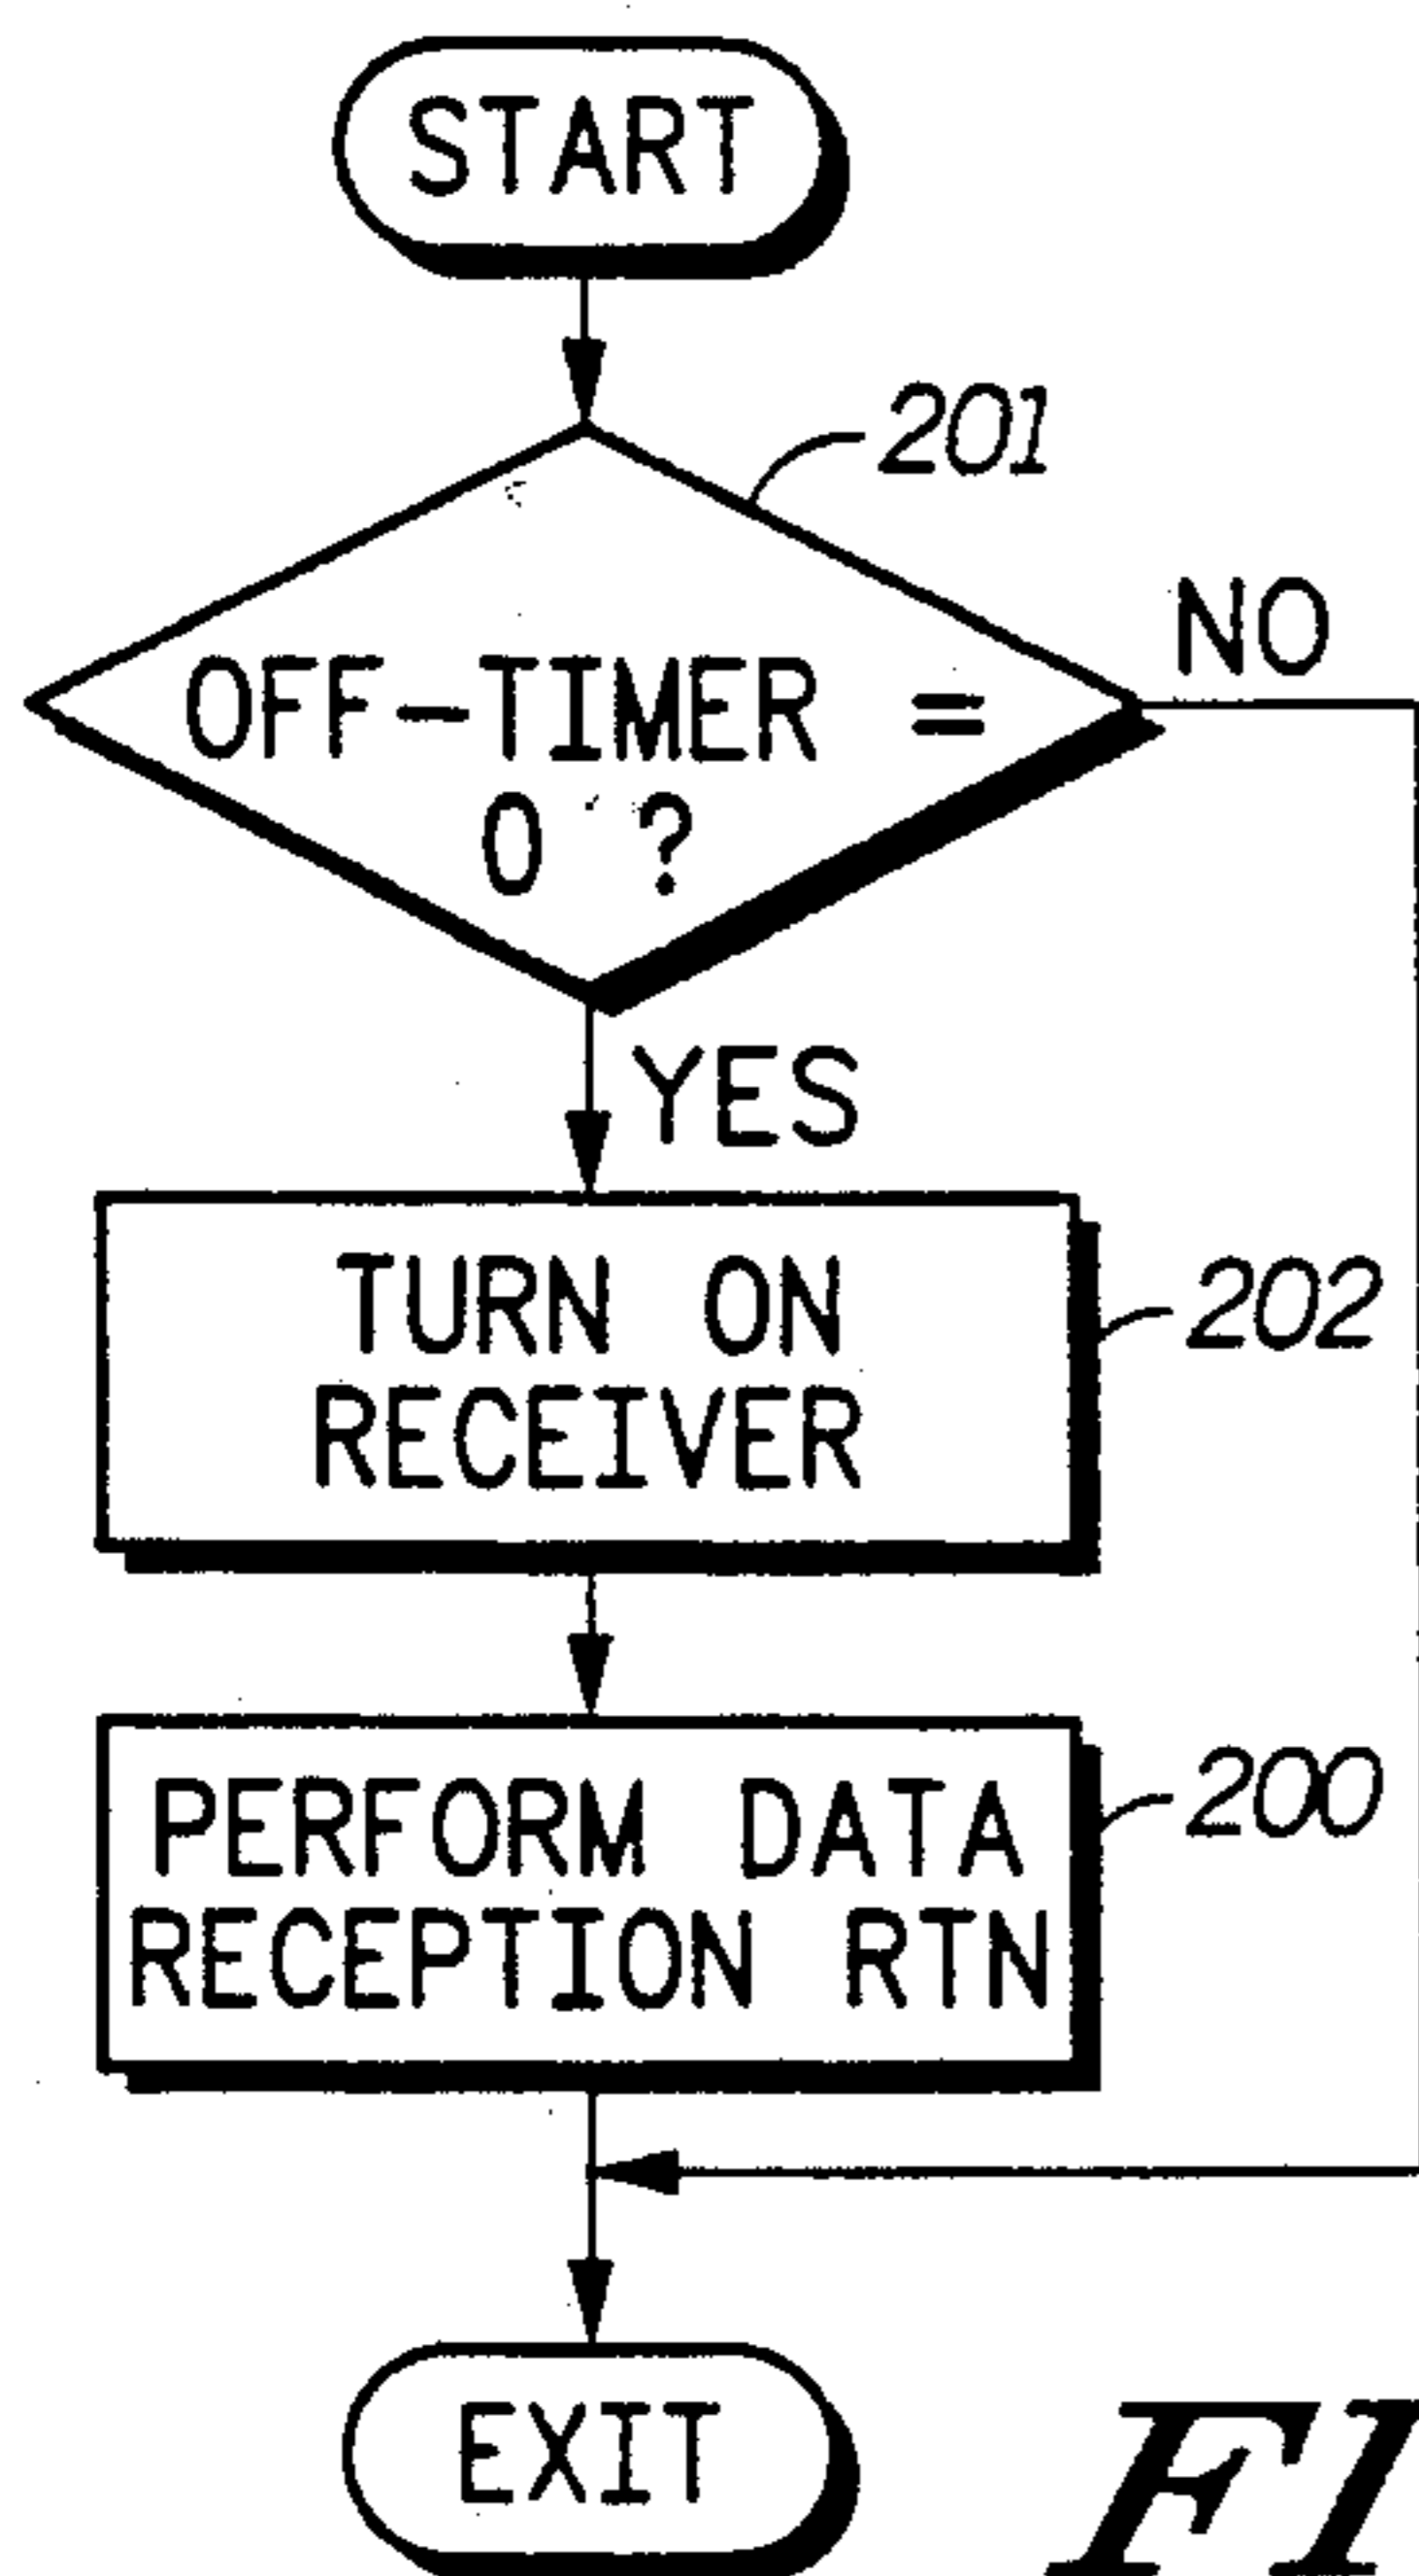 START
201
NO
OFF-TIMER =
0 ?
YES
TURN ON
RECEIVER
202
PERFORM DATA
RECEPTION RTN
200
EXIT